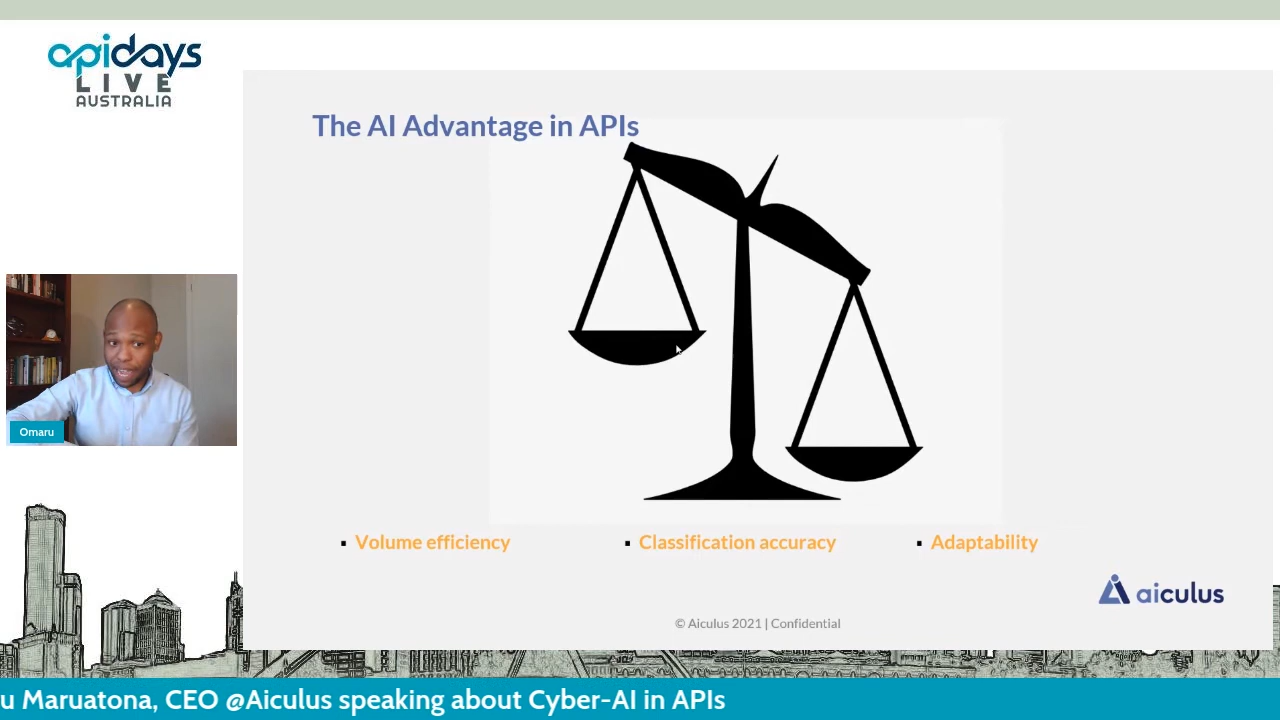 apidays
LIVE
AUSTRALIA
The AI Advantage in APIs
Omaru
▪ Volume efficiency
▪ Classification accuracy
▪ Adaptability
aiculus
© Aiculus 2021 | Confidential
u Maruatona, CEO @Aiculus speaking about Cyber-AI in APIs